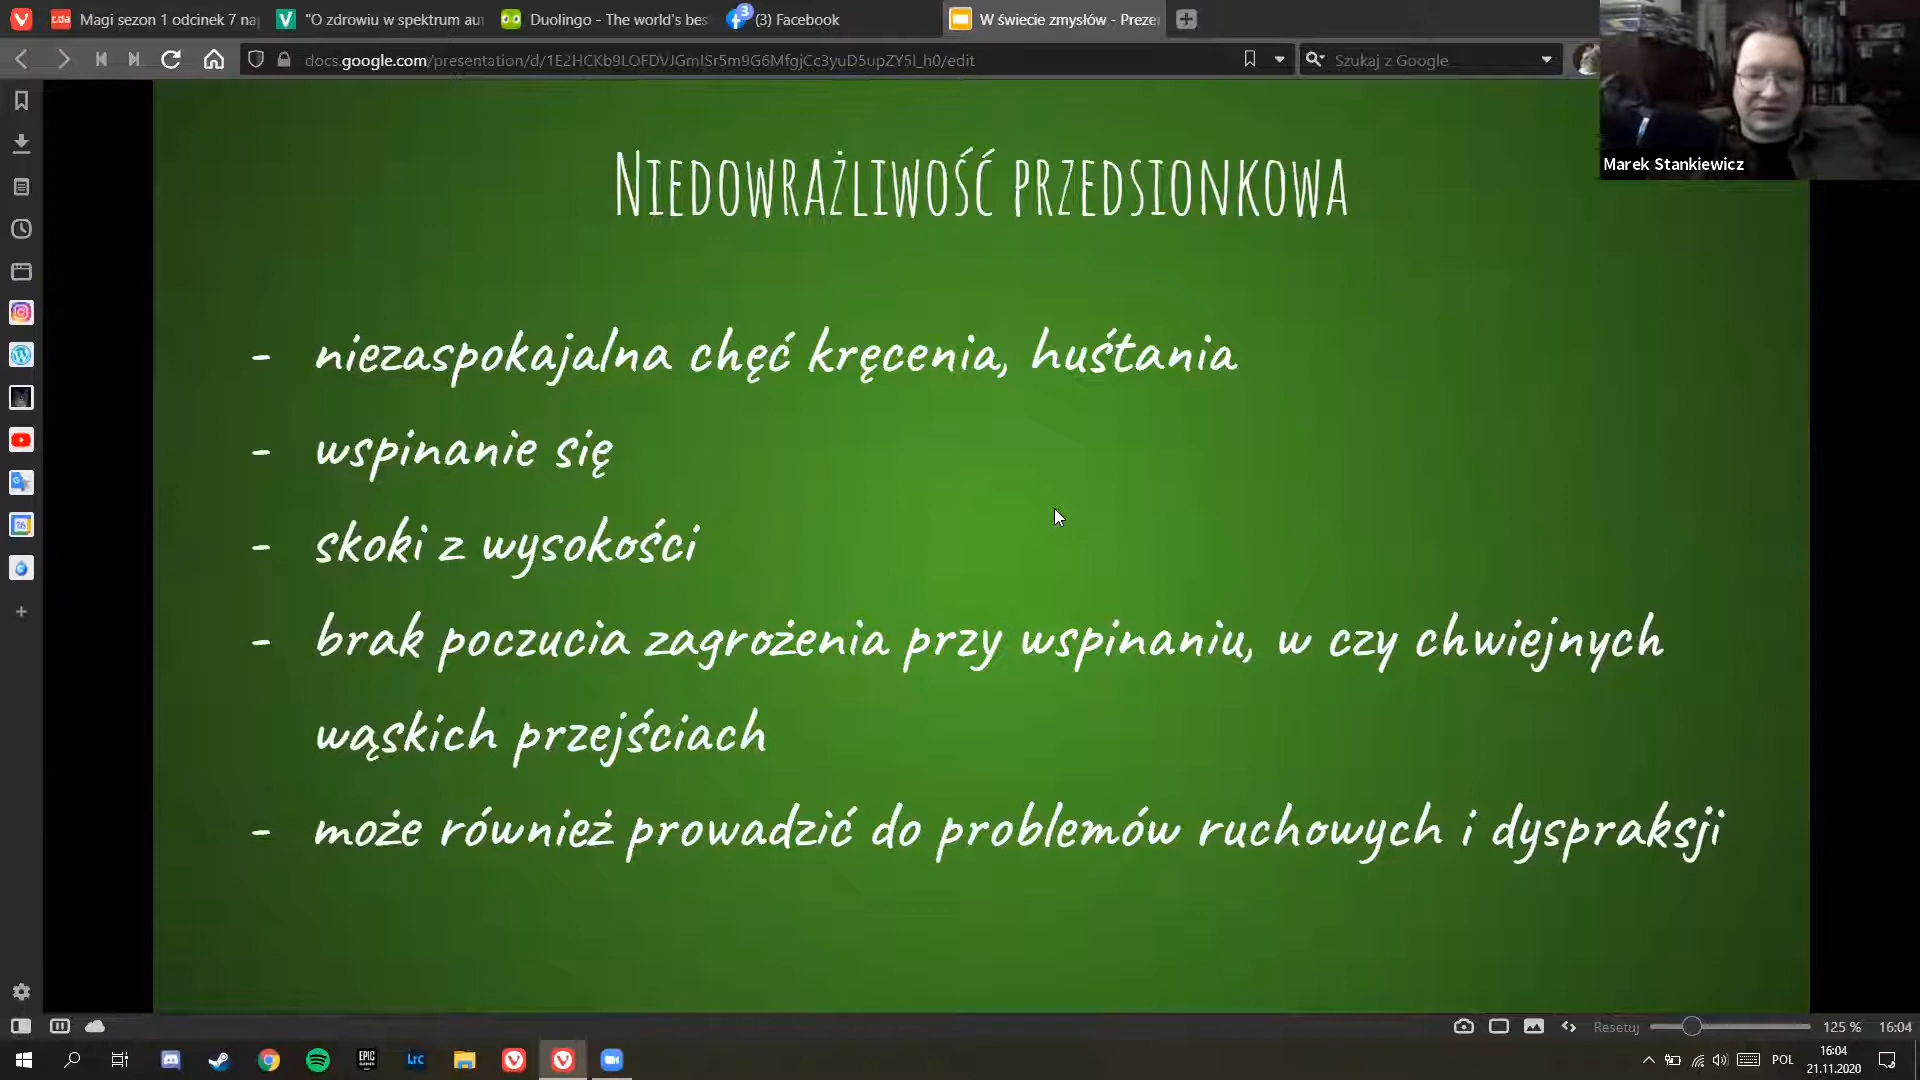 Magi sezon 1 odcinek 7 na
"O zdrowiu w spektrum au
Duolingo - The world's bes
(3) Facebook
W świecie zmysłów - Preze
docs.google.com/presentation/d/1E2HCKb9LOFDVJGmISr5m9G6MfgjCc3yuD5upZY5l_h0/edit
Szukaj z Google
Marek Stankiewicz
Niedowrażliwość przedsionkowa
- niezaspokajalna chęć kręcenia, huśtania
- wspinanie się
- skoki z wysokości
- brak poczucia zagrożenia przy wspinaniu, w czy chwiejnych
wąskich przejściach
- może również prowadzić do problemów ruchowych i dyspraksji
Resetuj
125 %
16:04
EPIC
Lrc
POL
16:04
21.11.2020